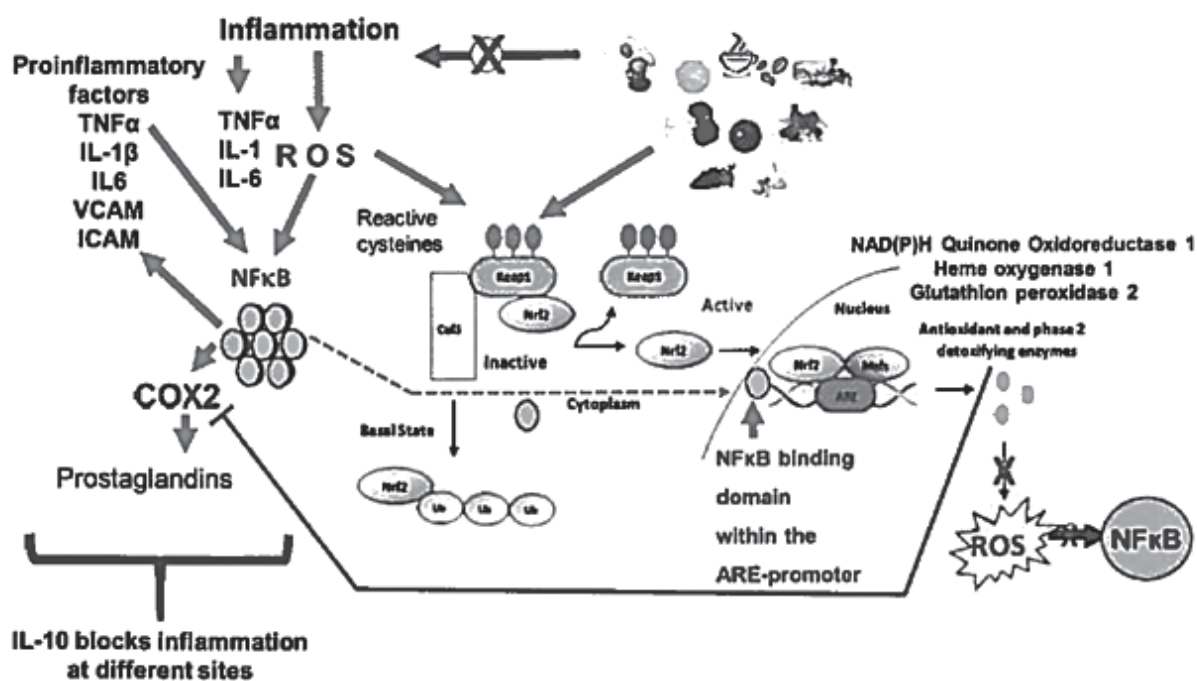 Inflammation
Proinflammatory
factors
TNFα
IL-1β
IL6
VCAM
ICAM
TNFα
IL-1
IL-6
ROS
Reactive
cysteines
NFκB
Keap1
Nrf2
Cul3
Inactive
Keap1
Nrf2
Active
NAD(P)H Quinone Oxidoreductase 1
Heme oxygenase 1
Glutathion peroxidase 2
Nucleus
Antioxidant and phase 2
detoxifying enzymes
Nrf2
Mafs
ARE
COX2
Cytoplasm
Basal State
Nrf2
Ub
Ub
Ub
Prostaglandins
NFκB binding
domain
within the
ARE-promoter
ROS
NFκB
IL-10 blocks inflammation
at different sites